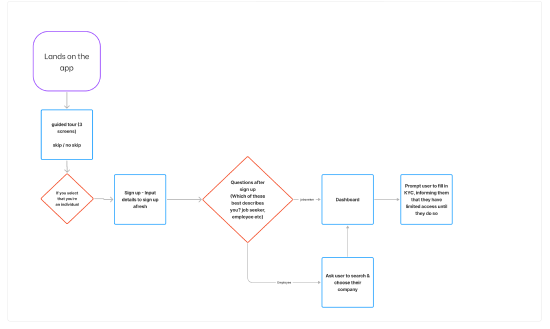 Lands on the
app
guided tour (3
screens)
skip / no skip
If you select
that you're
an individual
Sign up - Input
details to sign up
afresh
Questions after
sign up
(Which of these
best describes
you? job seeker,
employee etc)
Jobseeker
Dashboard
Prompt user to fill in
KYC, informing them
that they have
limited access until
they do so
Employee
Ask user to search &
choose their
company